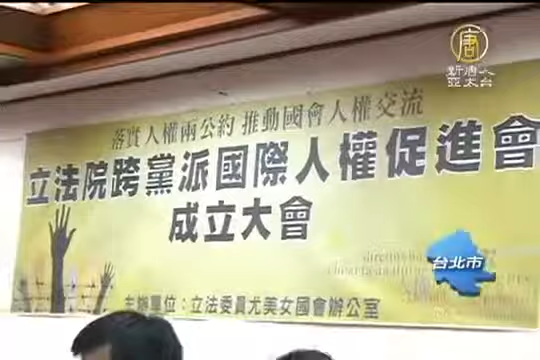 唐
新唐人
亞太台
落實人權兩公約 推動國會人權交流
立法院跨黨派國際人權促進會
成立大會
台北市
主辦單位：立法委員尤美女國會辦公室